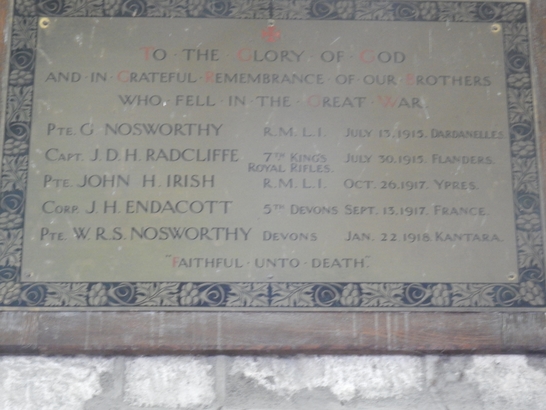 TO · THE · GLORY · OF · GOD
AND · IN · GRATEFUL · REMEMBRANCE · OF · OUR · BROTHERS
WHO · FELL · IN · THE · GREAT · WAR
PTE. G NOSWORTHY R.M.L.I. JULY 13, 1915. DARDANELLES
CAPT. J.D.H. RADCLIFFE 7TH KING'S ROYAL RIFLES. JULY 30, 1915. FLANDERS.
PTE. JOHN H. IRISH R.M.L.I. OCT. 26, 1917. YPRES.
CORP. J.H. ENDACOTT 5TH DEVONS SEPT. 13, 1917. FRANCE.
PTE. W.R.S. NOSWORTHY DEVONS JAN. 22, 1918. KANTARA.
"FAITHFUL · UNTO · DEATH."